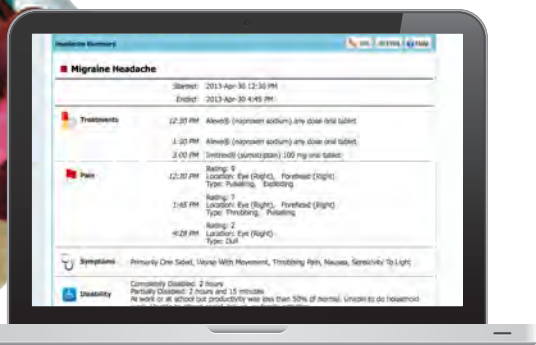 Headache Summary
Edit
Help
Migraine Headache
Started: 2013-Apr-30 12:30 PM
Ended: 2013-Apr-30 4:45 PM
Treatments 12:30 PM Aleve® (naproxen sodium) any dose oral tablet
1:30 PM Aleve® (naproxen sodium) any dose oral tablet
3:00 PM Imitrex® (sumatriptan) 100 mg oral tablet
Pain 12:30 PM Rating: 9
Location: Eye (Right), Forehead (Right)
Type: Pulsating, Exploding
1:45 PM Rating: 7
Location: Eye (Right), Forehead (Right)
Type: Throbbing, Pulsating
4:28 PM Rating: 2
Location: Eye (Right)
Type: Dull
Symptoms Primarily One Sided, Worse With Movement, Throbbing Pain, Nausea, Sensitivity To Light
Disability Completely Disabled: 2 hours
Partially Disabled: 2 hours and 15 minutes
At work or at school but productivity was less than 50% of normal. Unable to do household